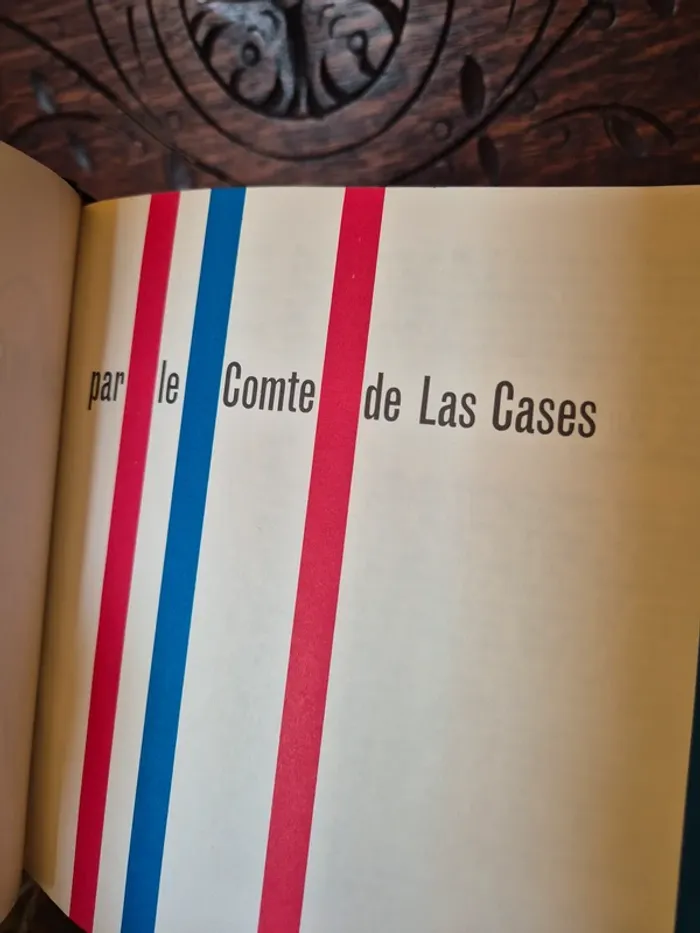 par le Comte de Las Cases